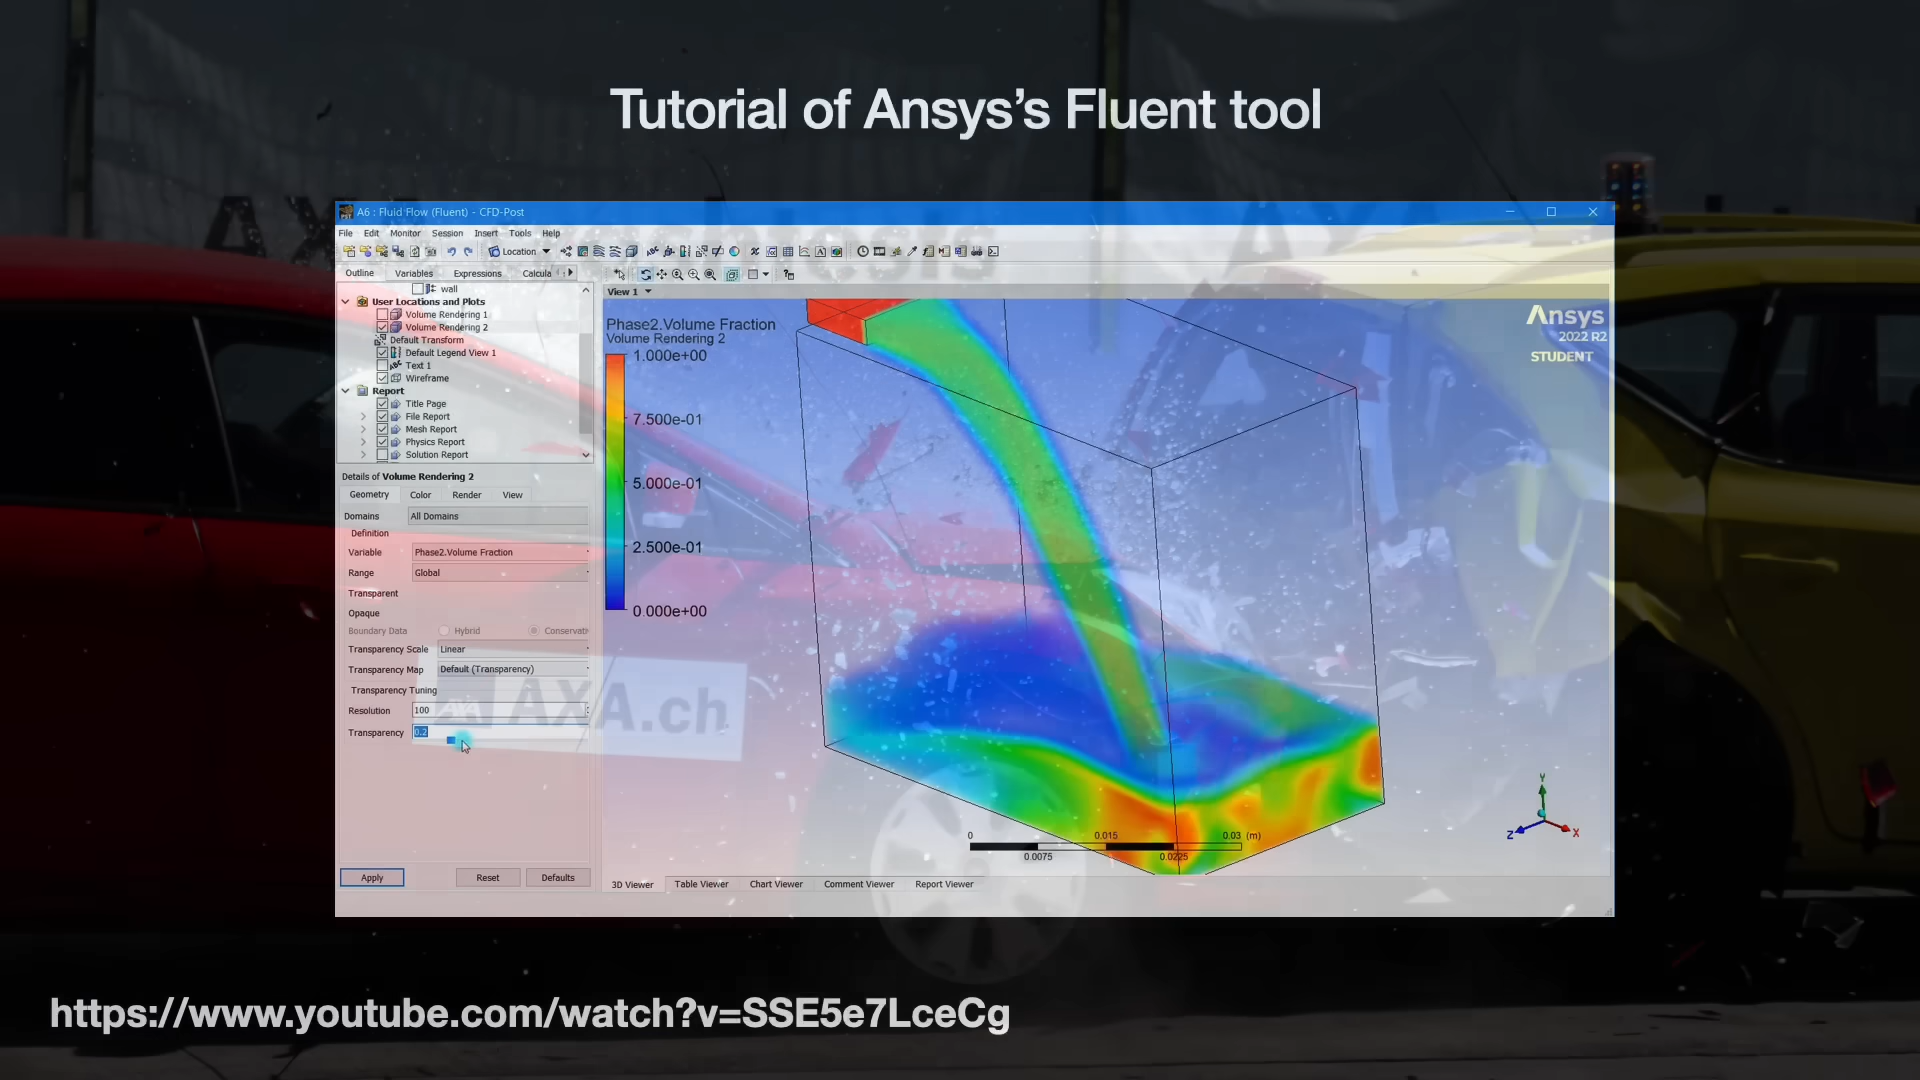 Tutorial of Ansys's Fluent tool
A6 : Fluid Flow (Fluent) - CFD-Post
File Edit Monitor Session Insert Tools Help
Location
Outline Variables Expressions Calcula
wall
User Locations and Plots
Volume Rendering 1
Volume Rendering 2
Default Transform
Default Legend View 1
Text 1
Wireframe
Report
Title Page
File Report
Mesh Report
Physics Report
Solution Report
Details of Volume Rendering 2
Geometry Color Render View
Domains All Domains
Definition
Variable Phase2.Volume Fraction
Range Global
Transparent
Opaque
Boundary Data Hybrid Conservati
Transparency Scale Linear
Transparency Map Default (Transparency)
Transparency Tuning
Resolution 100
Transparency 0.2
Apply Reset Defaults
View 1
Phase2.Volume Fraction
Volume Rendering 2
1.000e+00
7.500e-01
5.000e-01
2.500e-01
0.000e+00
Ansys
2022 R2
STUDENT
0 0.015 0.03 (m)
0.0075 0.0225
Y
Z X
3D Viewer Table Viewer Chart Viewer Comment Viewer Report Viewer
AXA AXA.ch
https://www.youtube.com/watch?v=SSE5e7LceCg